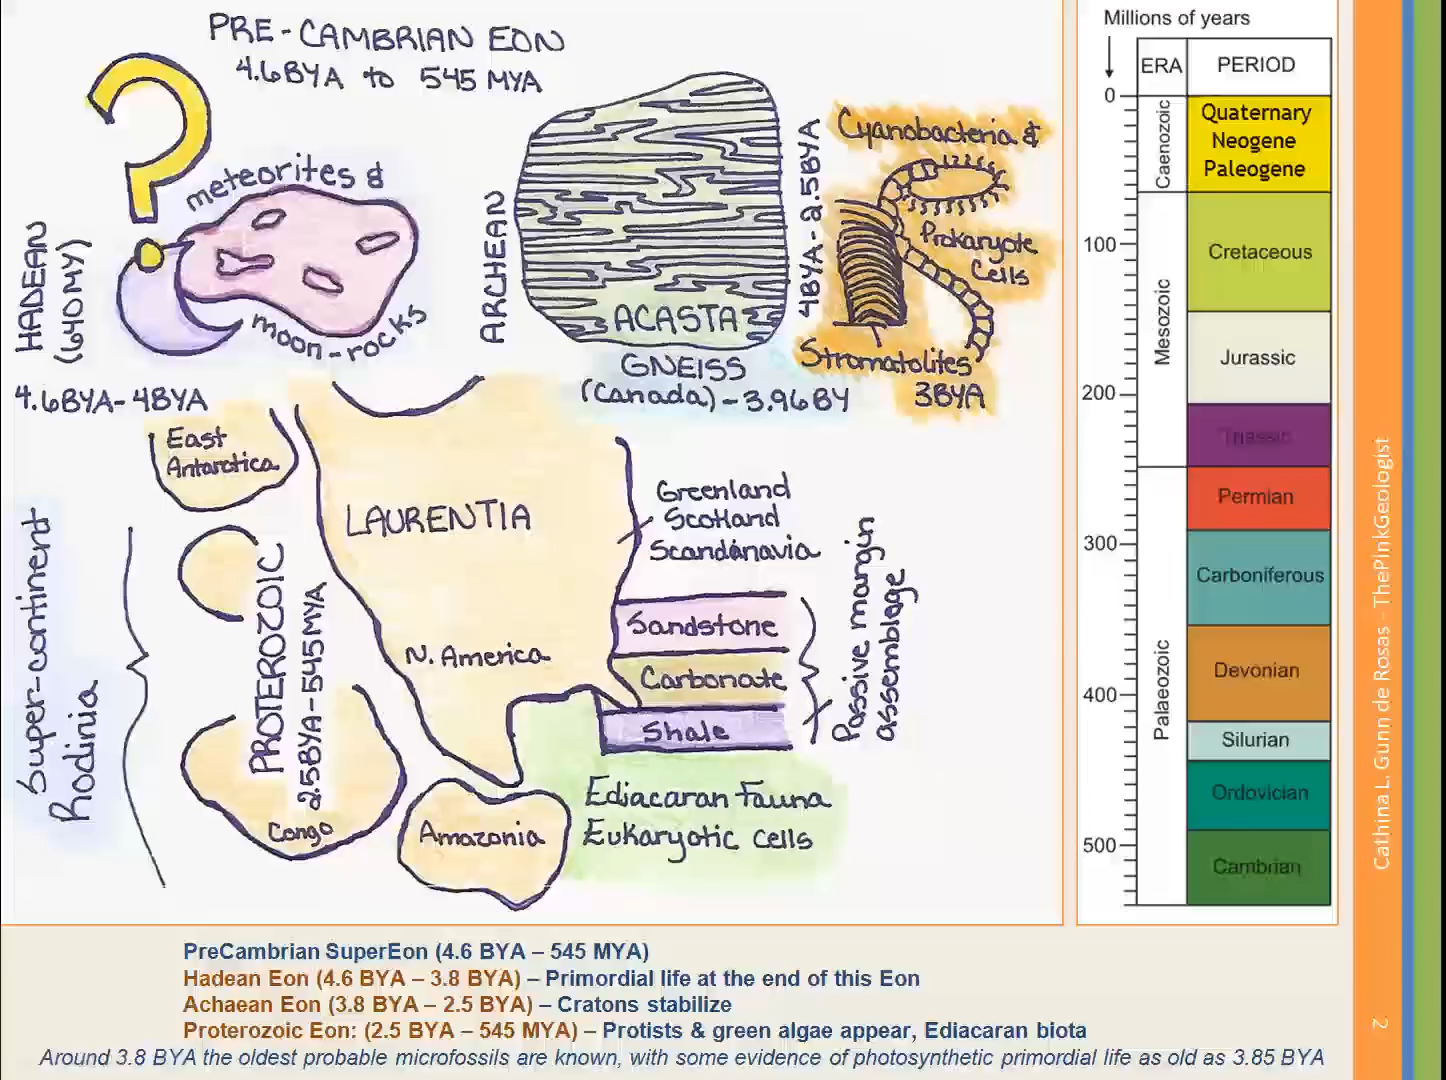 PRE-CAMBRIAN EON
4.6BYA to 545 MYA
HADEAN
(640MY)
4.6BYA-4BYA
meteorites &
moon-rocks
ARCHEAN
ACASTA
GNEISS
(Canada)-3.96BY
4BYA-2.5BYA
Cyanobacteria &
Prokaryote
Cells
Stromatolites
3BYA
Super-continent
Rodinia
East
Antarctica
PROTEROZOIC
2.5BYA-545MYA
Congo
LAURENTIA
N. America
Amazonia
Greenland
Scotland
Scandanavia
Sandstone
Carbonate
Shale
Passive margin
assemblage
Ediacaran Fauna
Eukaryotic cells
Millions of years
ERA PERIOD
0
100
200
300
400
500
Caenozoic
Mesozoic
Palaeozoic
Quaternary
Neogene
Paleogene
Cretaceous
Jurassic
Triassic
Permian
Carboniferous
Devonian
Silurian
Ordovician
Cambrian
Cathina L. Gunn de Rosas - ThePinkGeologist
2
PreCambrian SuperEon (4.6 BYA – 545 MYA)
Hadean Eon (4.6 BYA – 3.8 BYA) – Primordial life at the end of this Eon
Achaean Eon (3.8 BYA – 2.5 BYA) – Cratons stabilize
Proterozoic Eon: (2.5 BYA – 545 MYA) – Protists & green algae appear, Ediacaran biota
Around 3.8 BYA the oldest probable microfossils are known, with some evidence of photosynthetic primordial life as old as 3.85 BYA